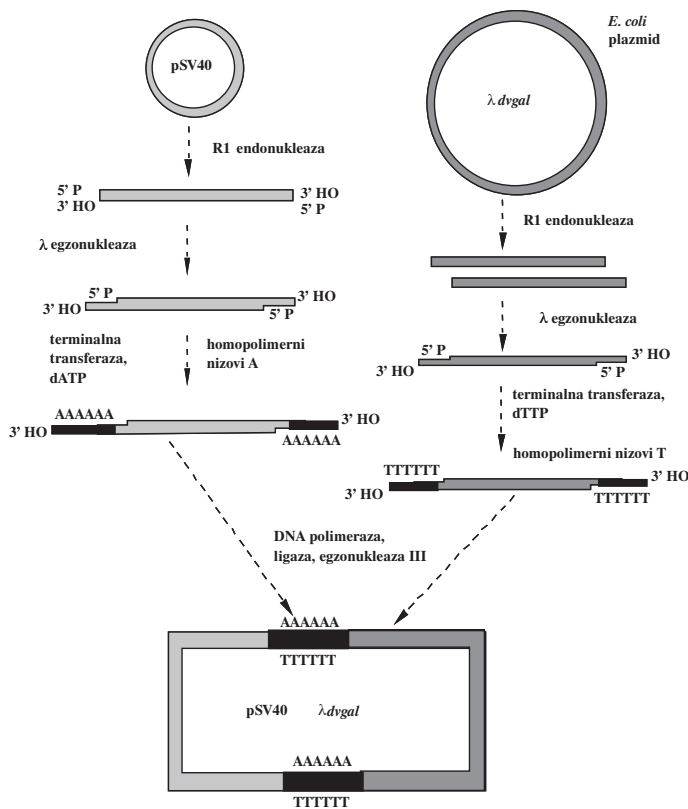 E. coli
plazmid
pSV40
λ dvgal
R1 endonukleaza
5’ P
3’ HO
3’ HO
5’ P
R1 endonukleaza
λ egzonukleaza
5’ P
3’ HO
3’ HO
5’ P
λ egzonukleaza
terminalna
transferaza,
dATP
homopolimerni
nizovi A
5’ P
3’ HO
3’ HO
5’ P
terminalna transferaza,
dTTP
AAAAAA
3’ HO
3’ HO
AAAAAA
homopolimerni nizovi T
TTTTTT
3’ HO
3’ HO
TTTTTT
DNA polimeraza,
ligaza, egzonukleaza III
AAAAAA
TTTTTT
pSV40 λdvgal
AAAAAA
TTTTTT